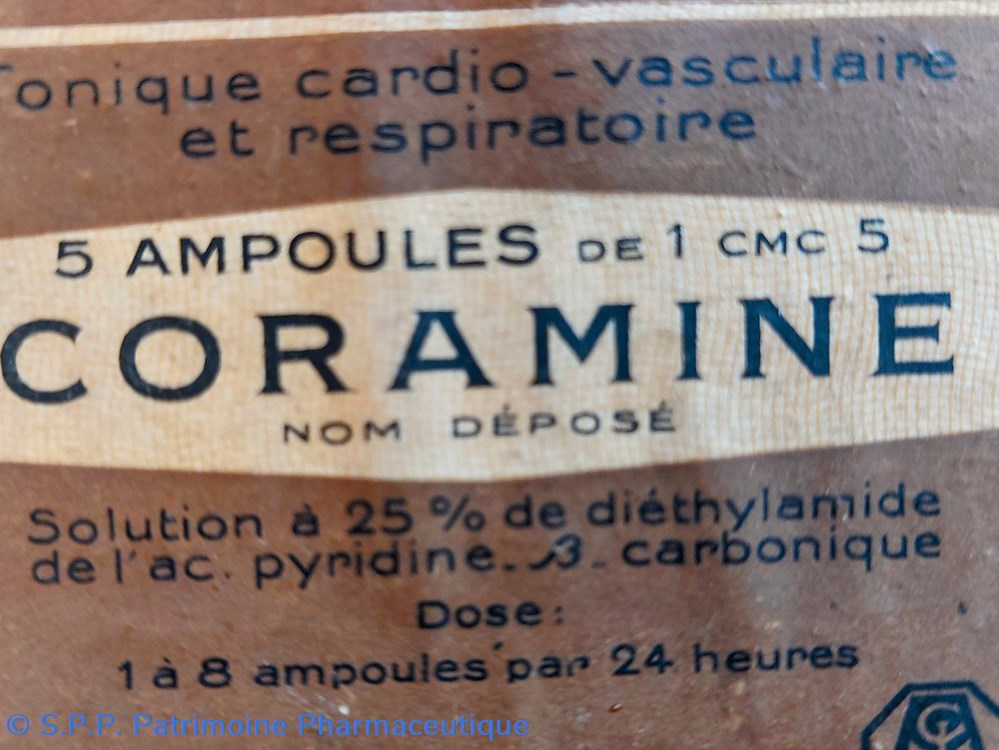 Tonique cardio-vasculaire
et respiratoire
5 AMPOULES DE 1 CMC 5
CORAMINE
NOM DÉPOSÉ
Solution à 25% de diéthylamide
de l'ac. pyridine-3-carbonique
Dose:
1 à 8 ampoules par 24 heures
© S.P.P. Patrimoine Pharmaceutique